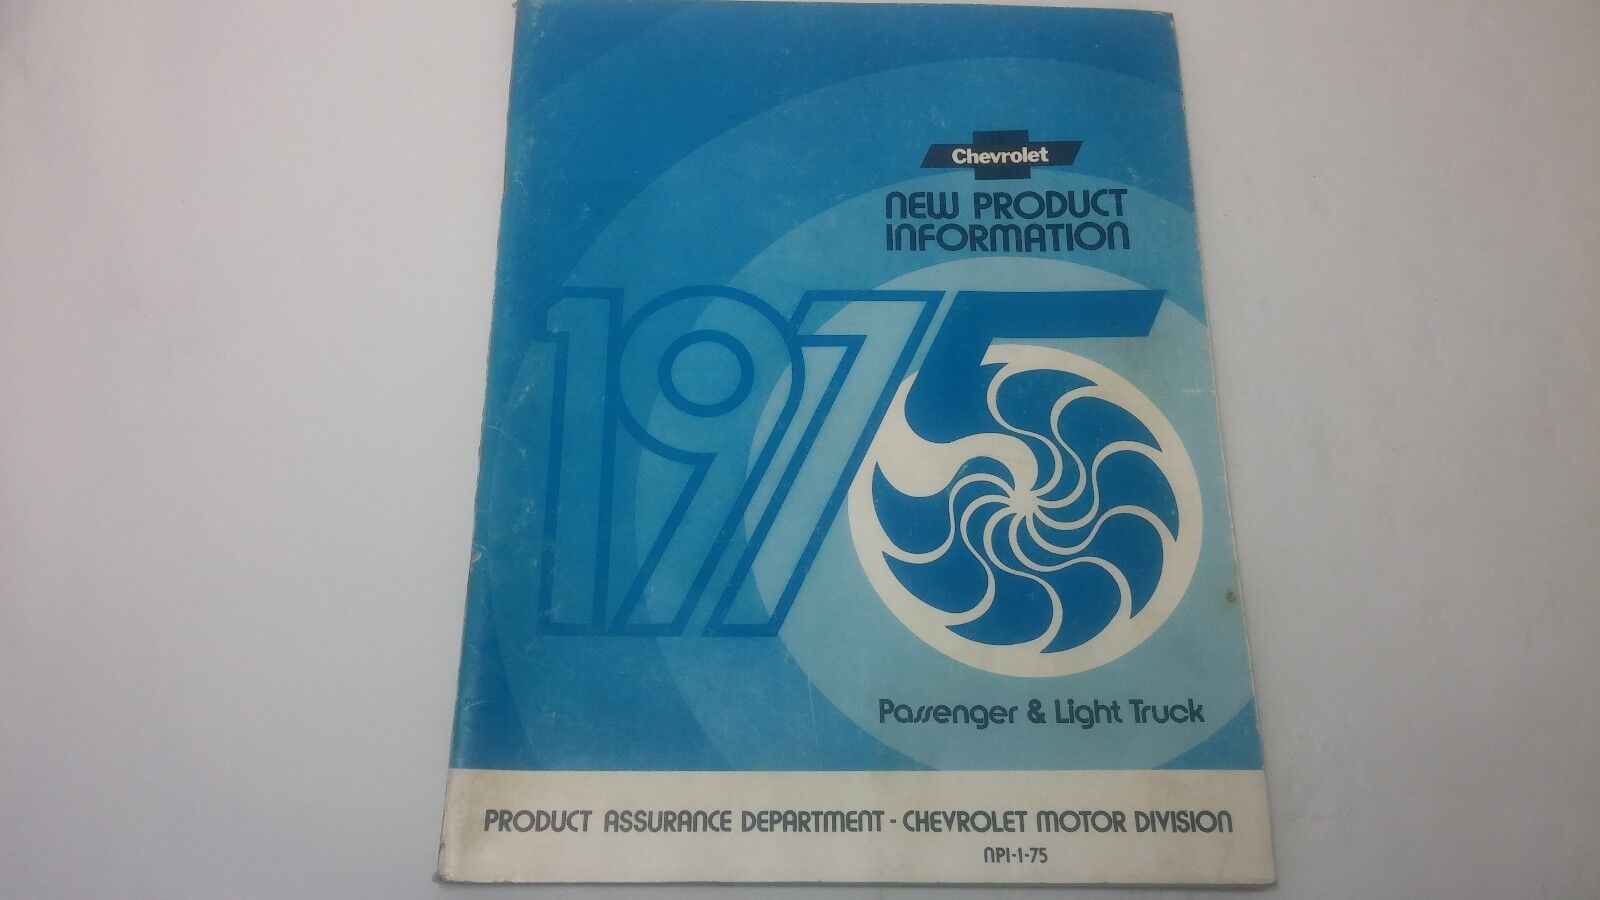 Chevrolet
NEW PRODUCT
INFORMATION
1975
Passenger & Light Truck
PRODUCT ASSURANCE DEPARTMENT - CHEVROLET MOTOR DIVISION
NPI-1-75